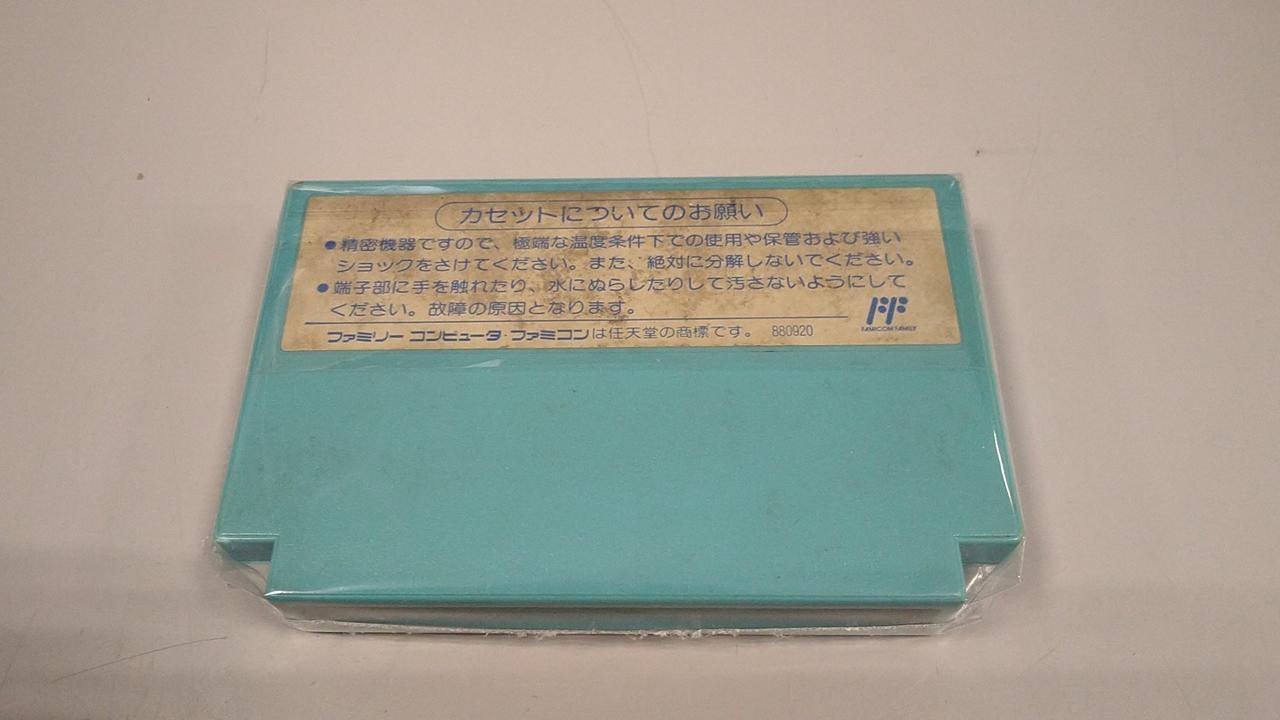 カセットについてのお願い
●精密機器ですので、極端な温度条件下での使用や保管および強い
ショックをさけてください。また、絶対に分解しないでください。
●端子部に手を触れたり、水にぬらしたりして汚さないようにして
ください。故障の原因となります。
FAMICOM FAMILY
ファミリー コンピュータ・ファミコンは任天堂の商標です。 880920